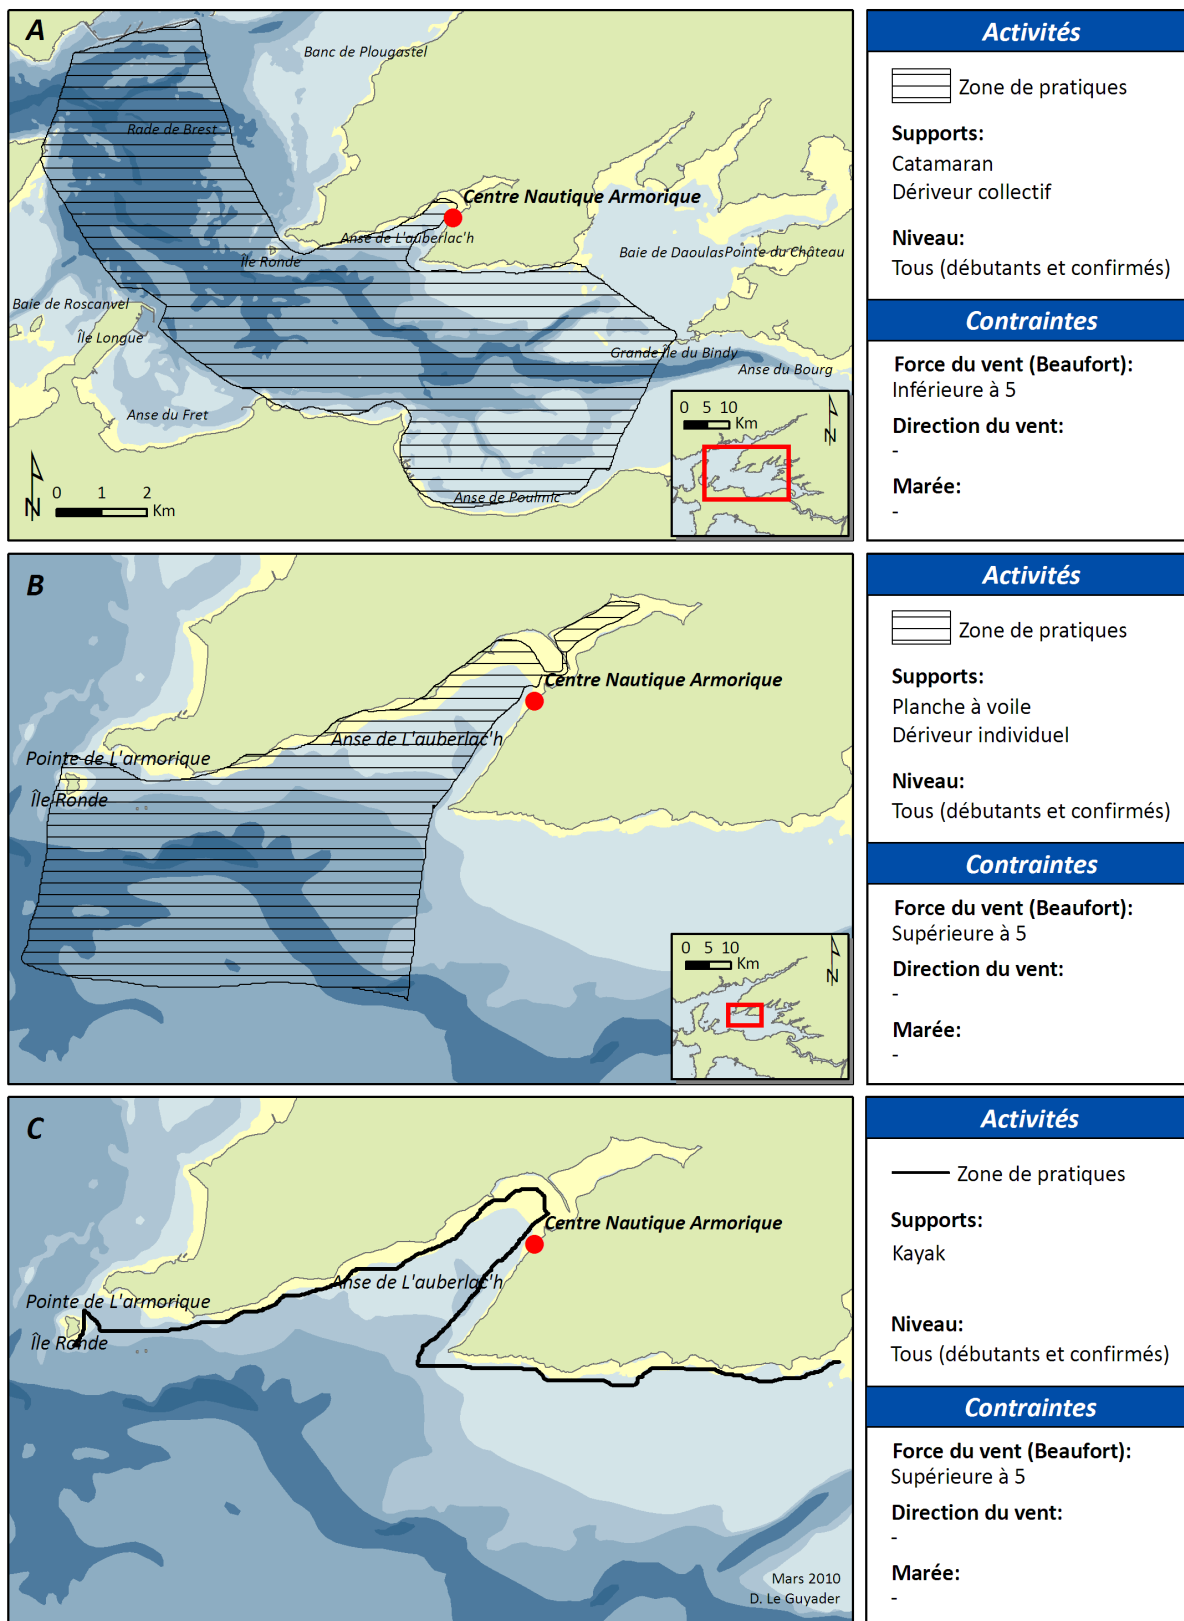 A
Banc de Plougastel
Rade de Brest
Centre Nautique Armorique
Anse de L'auberlac'h
Île Ronde
Baie de Daoulas
Pointe du Château
Baie de Roscanvel
Île Longue
Grande Île du Bindy
Anse du Bourg
Anse du Fret
Anse de Poulmic
N
0 1 2
Km
0 5 10
Km
N
Activités
Zone de pratiques
Supports:
Catamaran
Dériveur collectif
Niveau:
Tous (débutants et confirmés)
Contraintes
Force du vent (Beaufort):
Inférieure à 5
Direction du vent:
-
Marée:
-
B
Centre Nautique Armorique
Anse de L'auberlac'h
Pointe de L'armorique
Île Ronde
0 5 10
Km
N
Activités
Zone de pratiques
Supports:
Planche à voile
Dériveur individuel
Niveau:
Tous (débutants et confirmés)
Contraintes
Force du vent (Beaufort):
Supérieure à 5
Direction du vent:
-
Marée:
-
C
Centre Nautique Armorique
Anse de L'auberlac'h
Pointe de L'armorique
Île Ronde
Mars 2010
D. Le Guyader
Activités
Zone de pratiques
Supports:
Kayak
Niveau:
Tous (débutants et confirmés)
Contraintes
Force du vent (Beaufort):
Supérieure à 5
Direction du vent:
-
Marée:
-